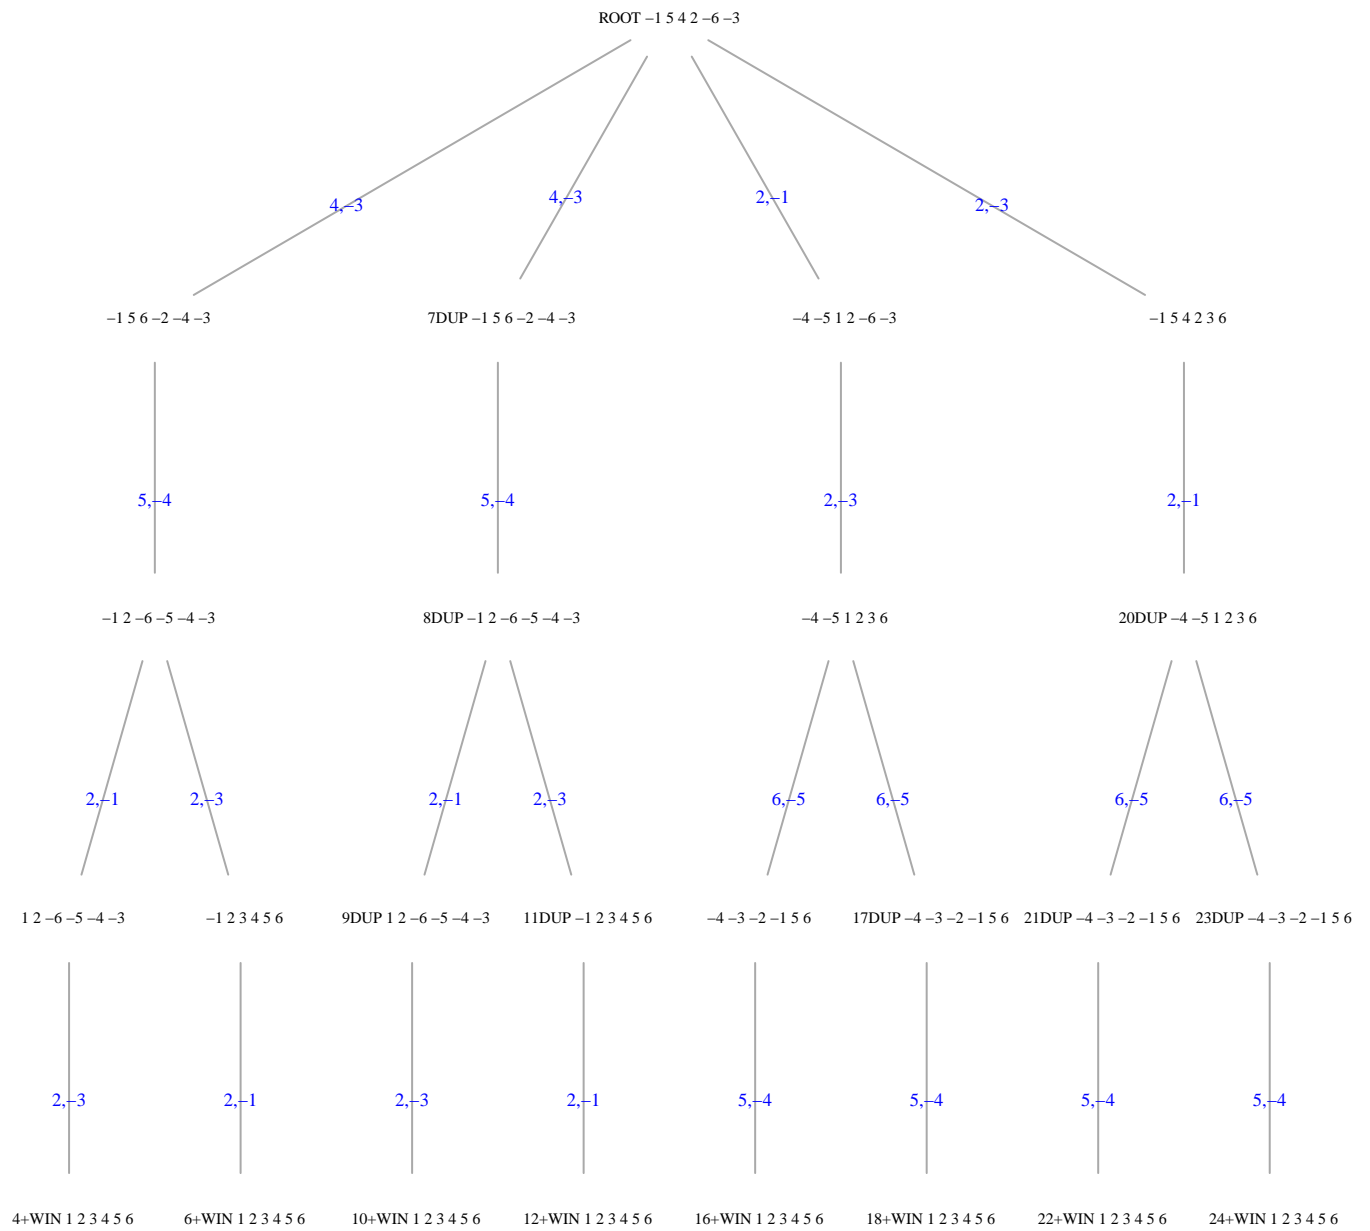 ROOT −1 5 4 2 −6 −3
4,−3
4,−3
2,−1
2,−3
−1 5 6 −2 −4 −3
7DUP −1 5 6 −2 −4 −3
−4 −5 1 2 −6 −3
−1 5 4 2 3 6
5,−4
5,−4
2,−3
2,−1
−1 2 −6 −5 −4 −3
8DUP −1 2 −6 −5 −4 −3
−4 −5 1 2 3 6
20DUP −4 −5 1 2 3 6
2,−1
2,−3
2,−1
2,−3
6,−5
6,−5
6,−5
6,−5
1 2 −6 −5 −4 −3
−1 2 3 4 5 6
9DUP 1 2 −6 −5 −4 −3
11DUP −1 2 3 4 5 6
−4 −3 −2 −1 5 6
17DUP −4 −3 −2 −1 5 6
21DUP −4 −3 −2 −1 5 6
23DUP −4 −3 −2 −1 5 6
2,−3
2,−1
2,−3
2,−1
5,−4
5,−4
5,−4
5,−4
4+WIN 1 2 3 4 5 6
6+WIN 1 2 3 4 5 6
10+WIN 1 2 3 4 5 6
12+WIN 1 2 3 4 5 6
16+WIN 1 2 3 4 5 6
18+WIN 1 2 3 4 5 6
22+WIN 1 2 3 4 5 6
24+WIN 1 2 3 4 5 6